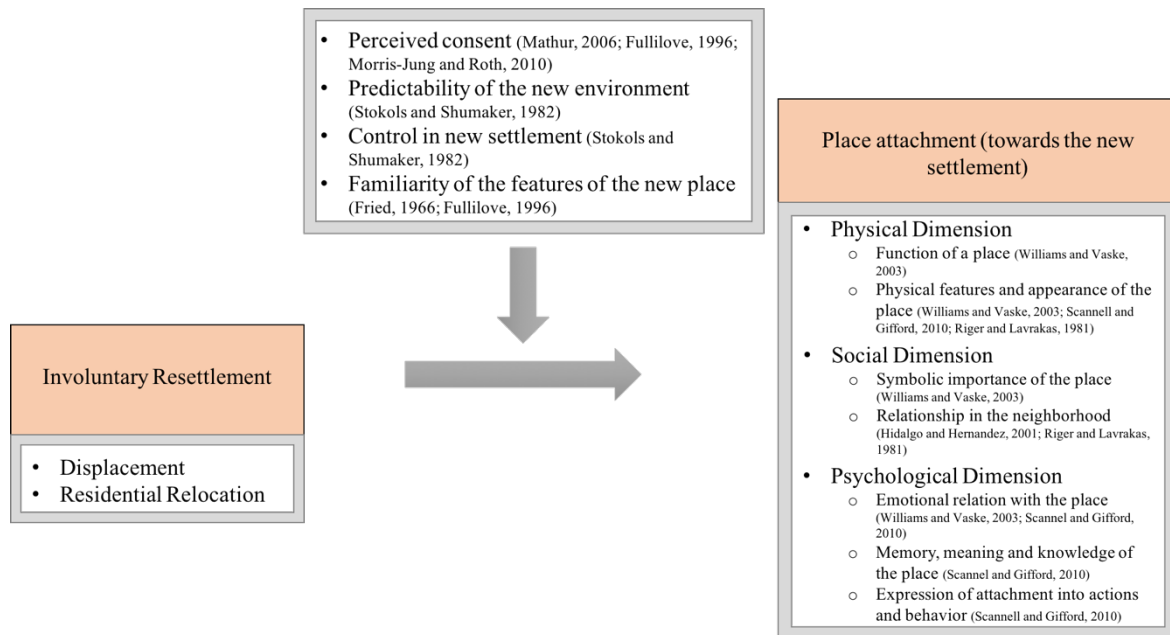 • Perceived consent (Mathur, 2006; Fullilove, 1996;
Morris-Jung and Roth, 2010)
• Predictability of the new environment
(Stokols and Shumaker, 1982)
• Control in new settlement (Stokols and
Shumaker, 1982)
• Familiarity of the features of the new place
(Fried, 1966; Fullilove, 1996)
Involuntary Resettlement
• Displacement
• Residential Relocation
Place attachment (towards the new
settlement)
• Physical Dimension
o Function of a place (Williams and Vaske,
2003)
o Physical features and appearance of the
place (Williams and Vaske, 2003; Scannell and
Gifford, 2010; Riger and Lavrakas, 1981)
• Social Dimension
o Symbolic importance of the place
(Williams and Vaske, 2003)
o Relationship in the neighborhood
(Hidalgo and Hernandez, 2001; Riger and Lavrakas,
1981)
• Psychological Dimension
o Emotional relation with the place
(Williams and Vaske, 2003; Scannel and Gifford,
2010)
o Memory, meaning and knowledge of
the place (Scannel and Gifford, 2010)
o Expression of attachment into actions
and behavior (Scannell and Gifford, 2010)